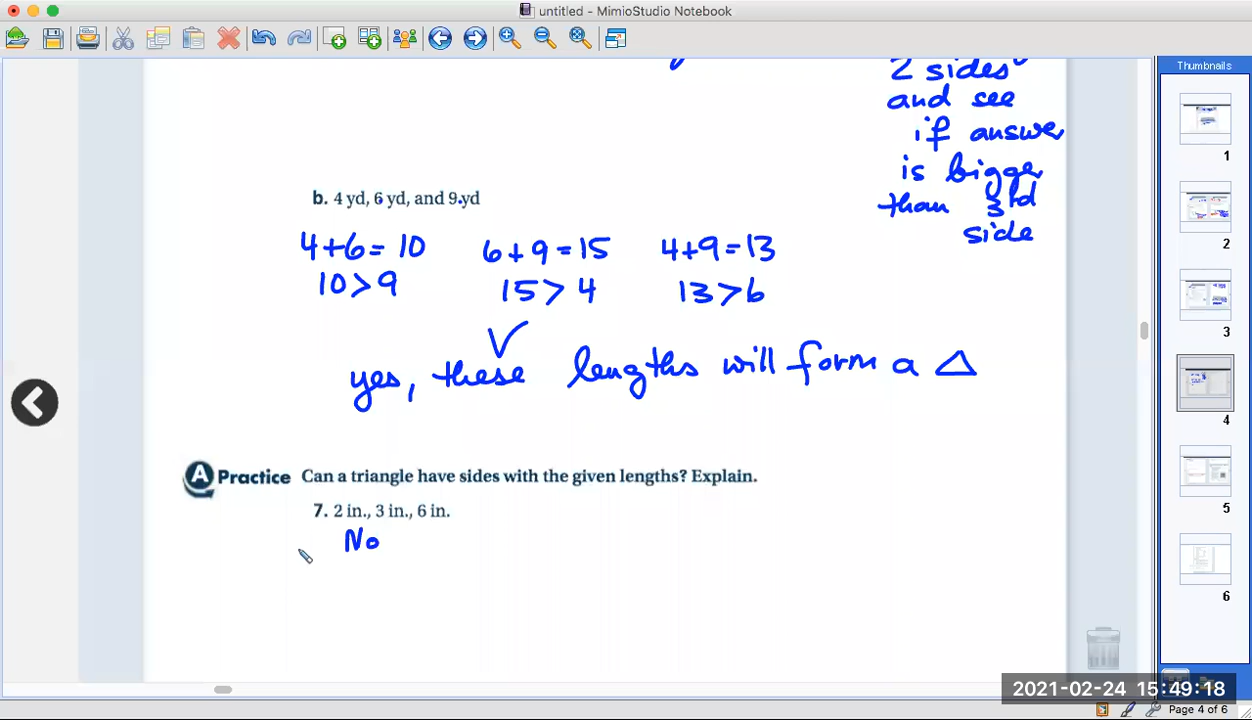 untitled - MimioStudio Notebook
Thumbnails
2 sides
and see
if answer
is bigger
than 3rd
side
b. 4 yd, 6 yd, and 9 yd
4+6=10 6+9=15 4+9=13
10>9 15>4 13>6
yes, these lengths will form a △
A Practice Can a triangle have sides with the given lengths? Explain.
7. 2 in., 3 in., 6 in.
No
1
2
3
4
5
6
2021-02-24 15:49:18
Page 4 of 6